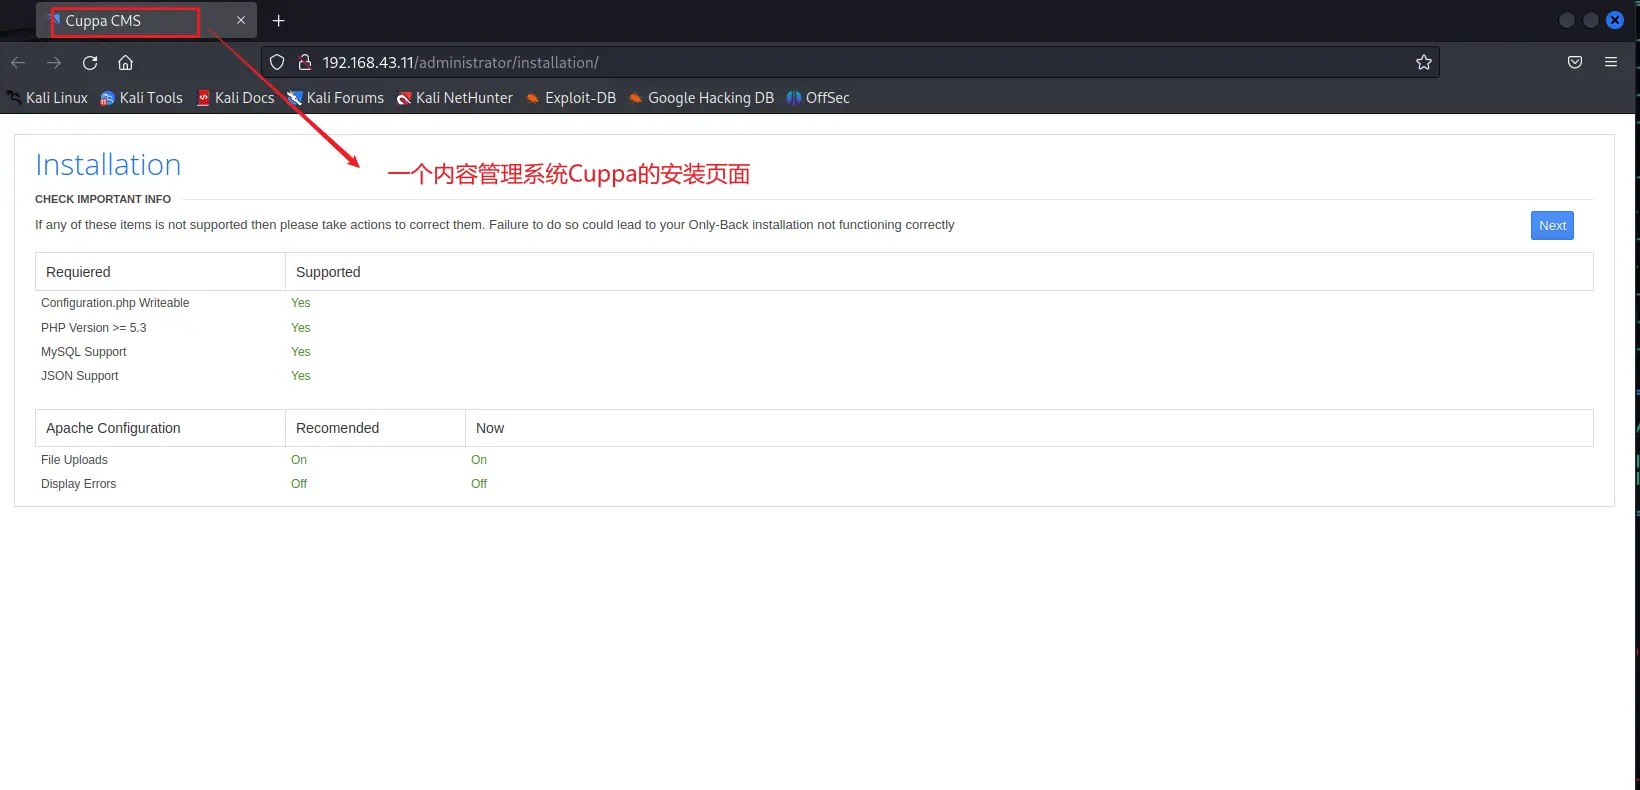 Cuppa CMS
192.168.43.11/administrator/installation/
Kali Linux Kali Tools Kali Docs Kali Forums Kali NetHunter Exploit-DB Google Hacking DB OffSec
Installation
一个内容管理系统Cuppa的安装页面
CHECK IMPORTANT INFO
If any of these items is not supported then please take actions to correct them. Failure to do so could lead to your Only-Back installation not functioning correctly
Next
Requiered Supported
Configuration.php Writeable Yes
PHP Version >= 5.3 Yes
MySQL Support Yes
JSON Support Yes
Apache Configuration Recomended Now
File Uploads On On
Display Errors Off Off